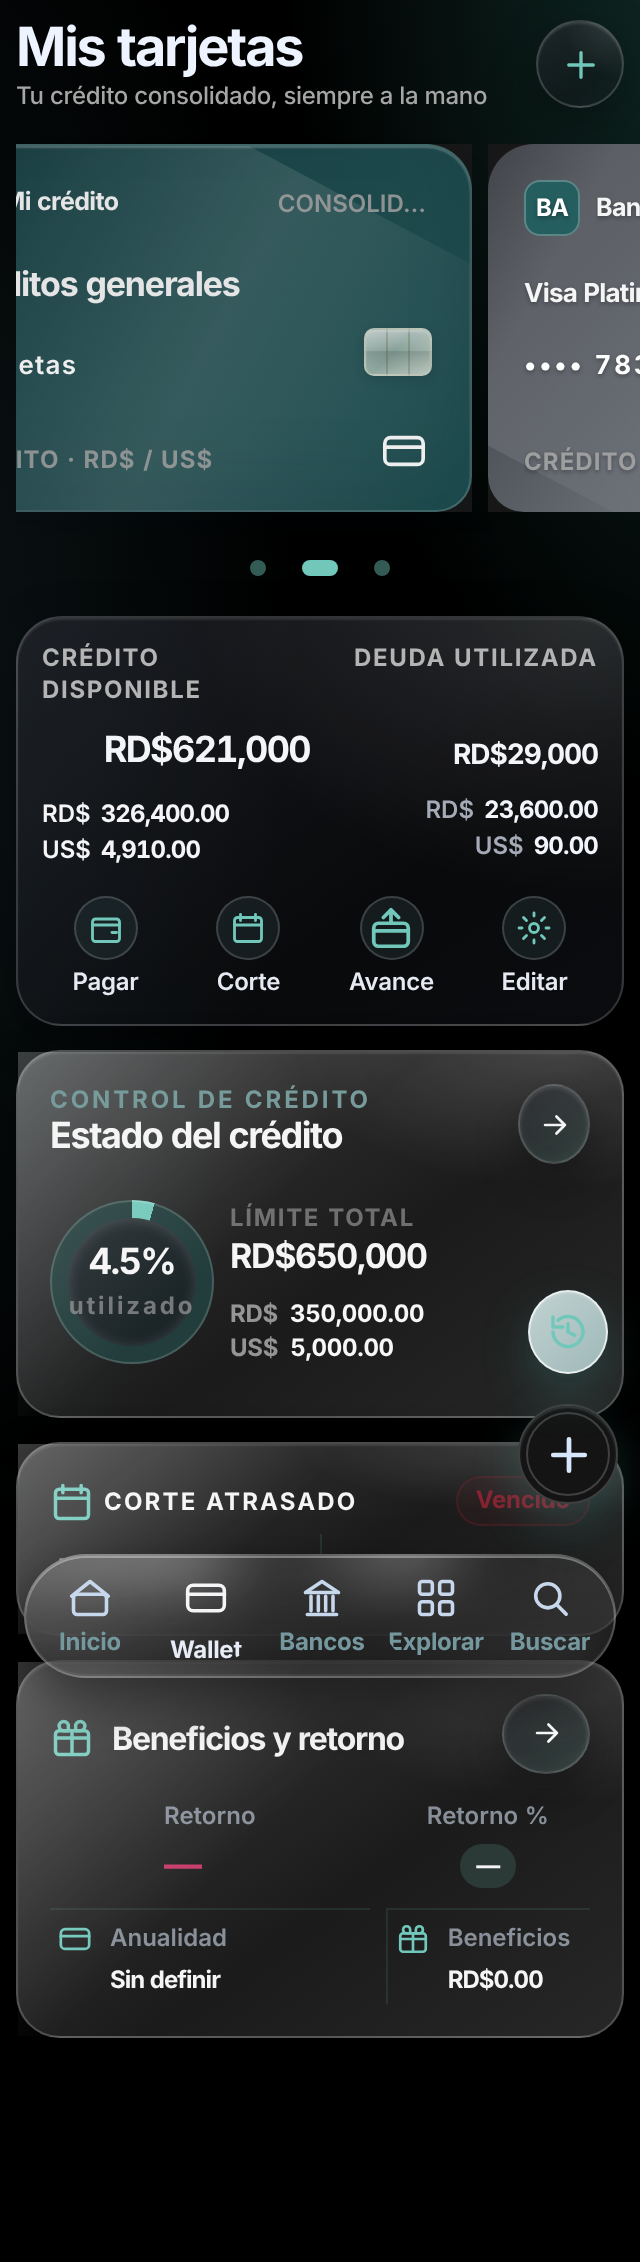 Mis tarjetas
Tu crédito consolidado, siempre a la mano
Mi crédito
CONSOLID...
litos generales
etas
ITO · RD$ / US$
BA Ban
Visa Platin
•••• 783
CRÉDITO
CRÉDITO DISPONIBLE
DEUDA UTILIZADA
RD$621,000
RD$29,000
RD$ 326,400.00
RD$ 23,600.00
US$ 4,910.00
US$ 90.00
Pagar
Corte
Avance
Editar
CONTROL DE CRÉDITO
Estado del crédito
4.5%
utilizado
LÍMITE TOTAL
RD$650,000
RD$ 350,000.00
US$ 5,000.00
CORTE ATRASADO
Vencido
Inicio
Wallet
Bancos
Explorar
Buscar
Beneficios y retorno
Retorno
Retorno %
—
—
Anualidad
Sin definir
Beneficios
RD$0.00